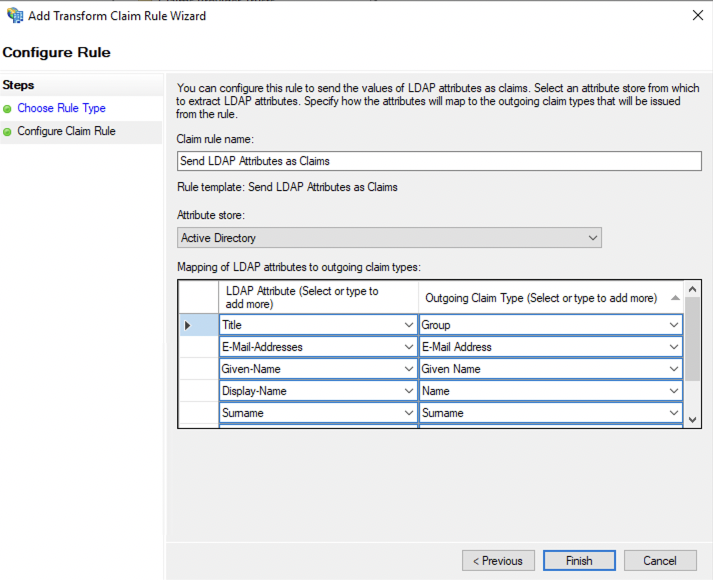 Add Transform Claim Rule Wizard
Configure Rule
Steps
Choose Rule Type
Configure Claim Rule
You can configure this rule to send the values of LDAP attributes as claims. Select an attribute store from which
to extract LDAP attributes. Specify how the attributes will map to the outgoing claim types that will be issued
from the rule.
Claim rule name:
Send LDAP Attributes as Claims
Rule template: Send LDAP Attributes as Claims
Attribute store:
Active Directory
Mapping of LDAP attributes to outgoing claim types:
LDAP Attribute (Select or type to
add more)
Outgoing Claim Type (Select or type to add more)
Title Group
E-Mail-Addresses E-Mail Address
Given-Name Given Name
Display-Name Name
Surname Surname
< Previous Finish Cancel